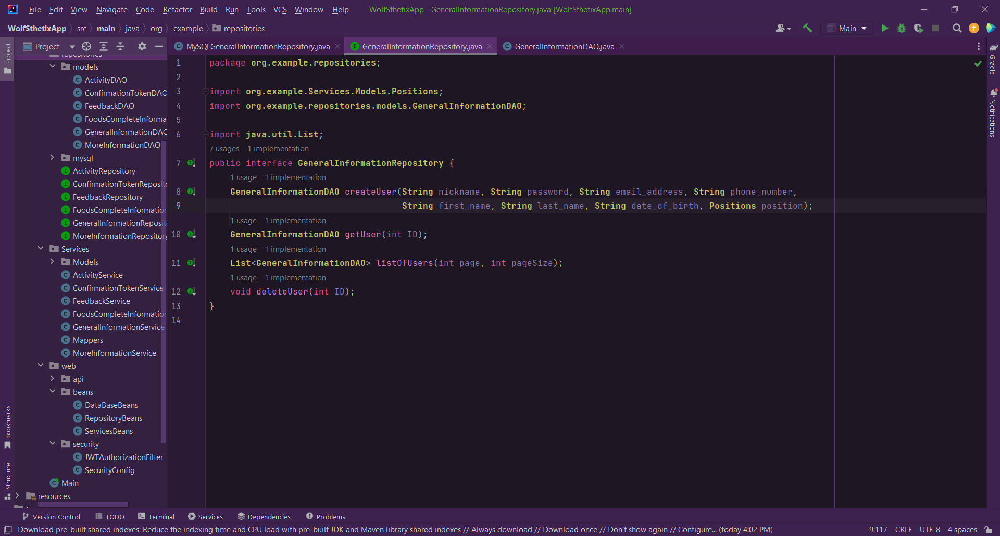 File Edit View Navigate Code Refactor Build Run Tools VCS Window Help WolfSthetixApp - GeneralInformationRepository.java [WolfSthetixApp.main]
WolfSthetixApp src main java org example repositories Main
Project MySQLGeneralInformationRepository.java GeneralInformationRepository.java GeneralInformationDAO.java
Project
repositories
models
ActivityDAO
ConfirmationTokenDAO
FeedbackDAO
FoodsCompleteInforma
GeneralInformationDAO
MoreInformationDAO
mysql
ActivityRepository
ConfirmationTokenReposito
FeedbackRepository
FoodsCompleteInformation
GeneralInformationReposit
MoreInformationRepository
Services
Models
ActivityService
ConfirmationTokenService
FeedbackService
FoodsCompleteInformation
GeneralInformationService
Mappers
MoreInformationService
web
api
beans
DataBaseBeans
RepositoryBeans
ServicesBeans
security
JWTAuthorizationFilter
SecurityConfig
Main
resources
Bookmarks
Structure
1 package org.example.repositories;
2
3 import org.example.Services.Models.Positions;
4 import org.example.repositories.models.GeneralInformationDAO;
5
6 import java.util.List;
7 usages 1 implementation
7 public interface GeneralInformationRepository {
1 usage 1 implementation
8 GeneralInformationDAO createUser(String nickname, String password, String email_address, String phone_number,
9 String first_name, String last_name, String date_of_birth, Positions position);
1 usage 1 implementation
10 GeneralInformationDAO getUser(int ID);
1 usage 1 implementation
11 List<GeneralInformationDAO> listOfUsers(int page, int pageSize);
1 usage 1 implementation
12 void deleteUser(int ID);
13 }
14
Gradle
Notifications
Version Control TODO Terminal Services Dependencies Problems
Download pre-built shared indexes: Reduce the indexing time and CPU load with pre-built JDK and Maven library shared indexes // Always download // Download once // Don't show again // Configure... (today 4:02 PM) 9:117 CRLF UTF-8 4 spaces